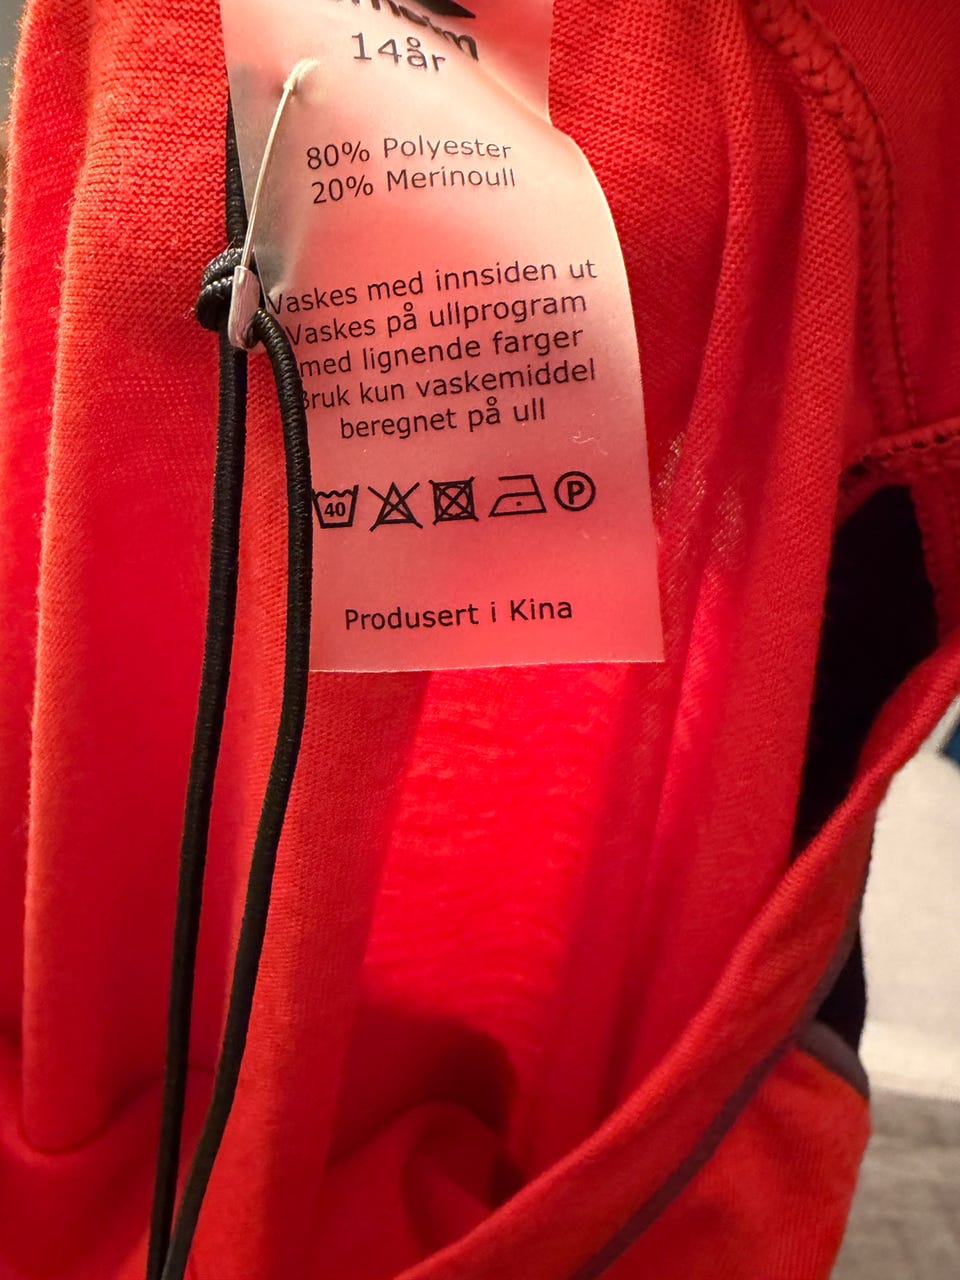 14år
80% Polyester
20% Merinoull
Vaskes med innsiden ut
Vaskes på ullprogram
med lignende farger
Bruk kun vaskemiddel
beregnet på ull
40 P
Produsert i Kina